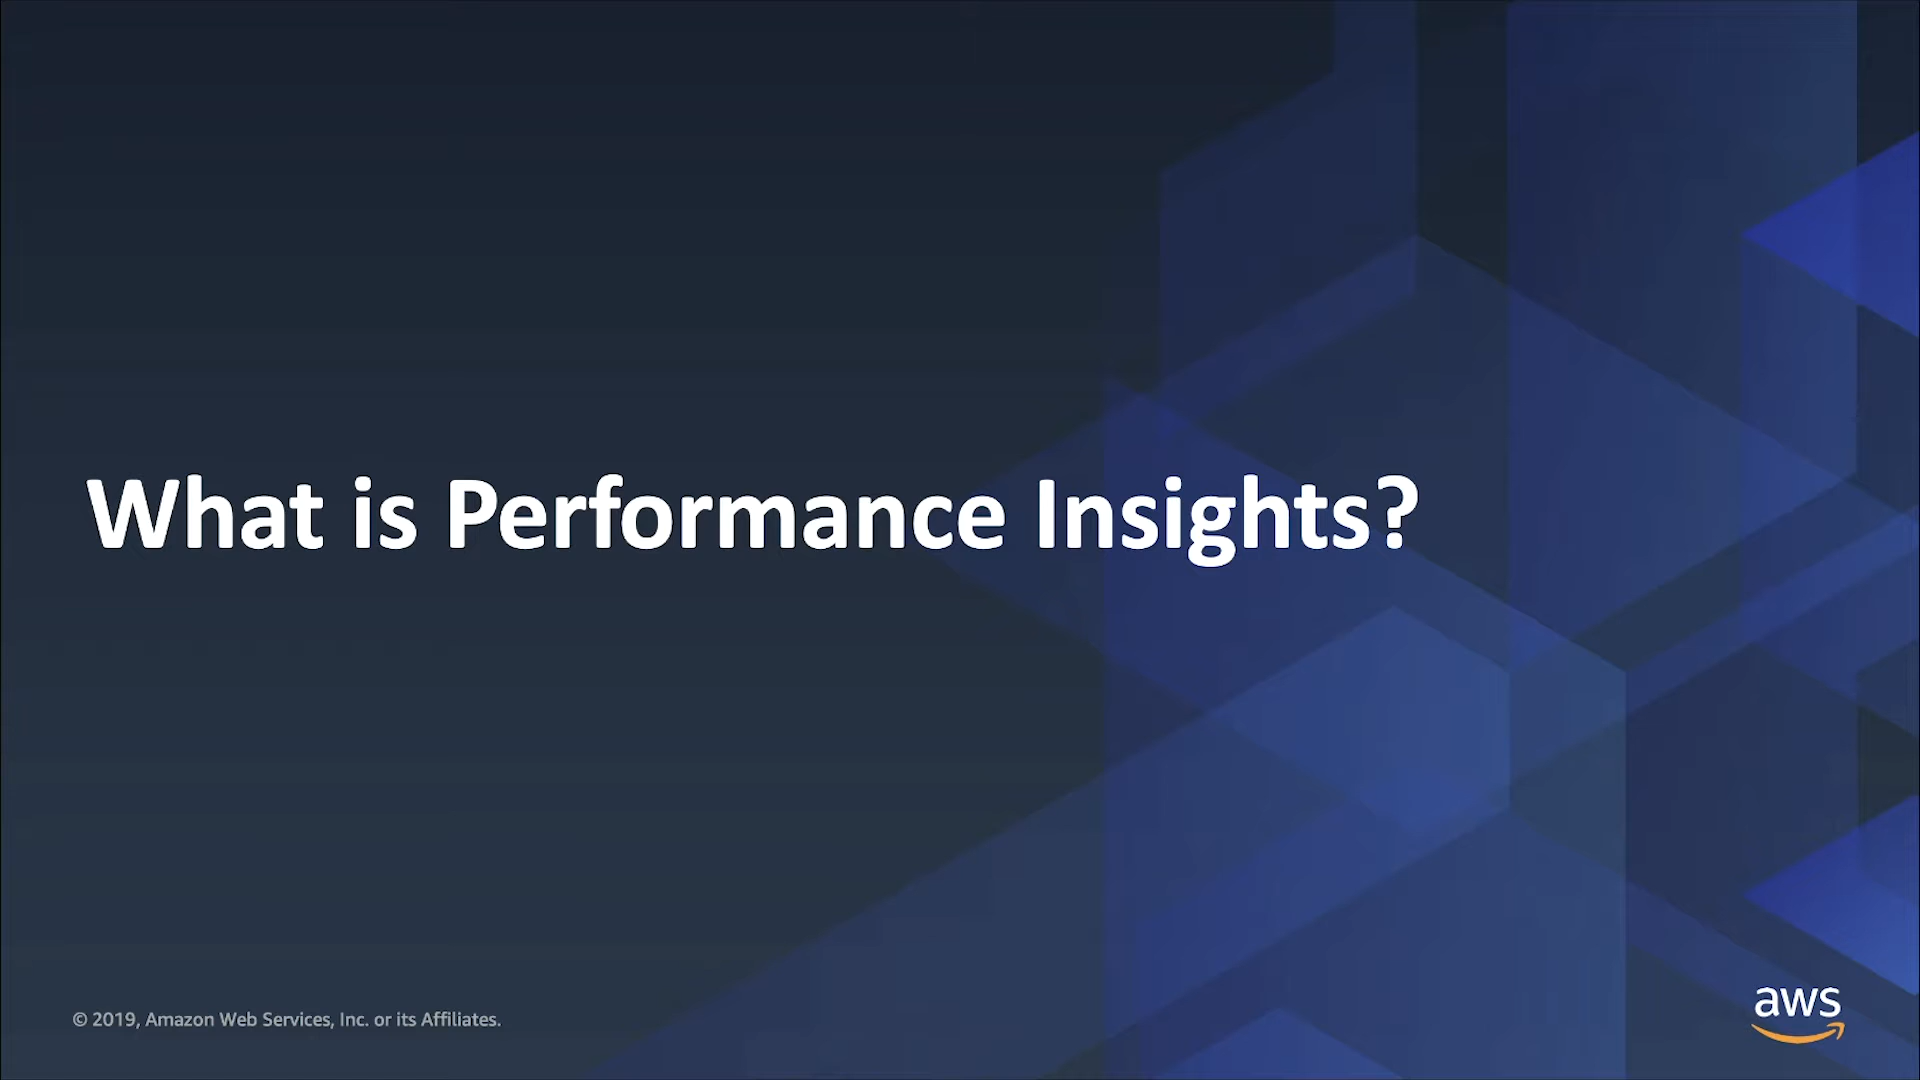 What is Performance Insights?
© 2019, Amazon Web Services, Inc. or its Affiliates.
aws